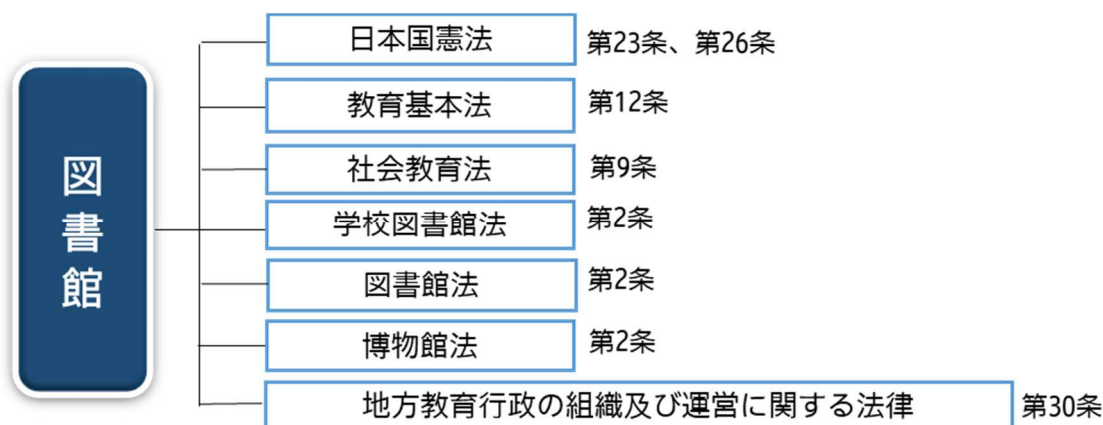 図書館
日本国憲法 第23条、第26条
教育基本法 第12条
社会教育法 第9条
学校図書館法 第2条
図書館法 第2条
博物館法 第2条
地方教育行政の組織及び運営に関する法律 第30条